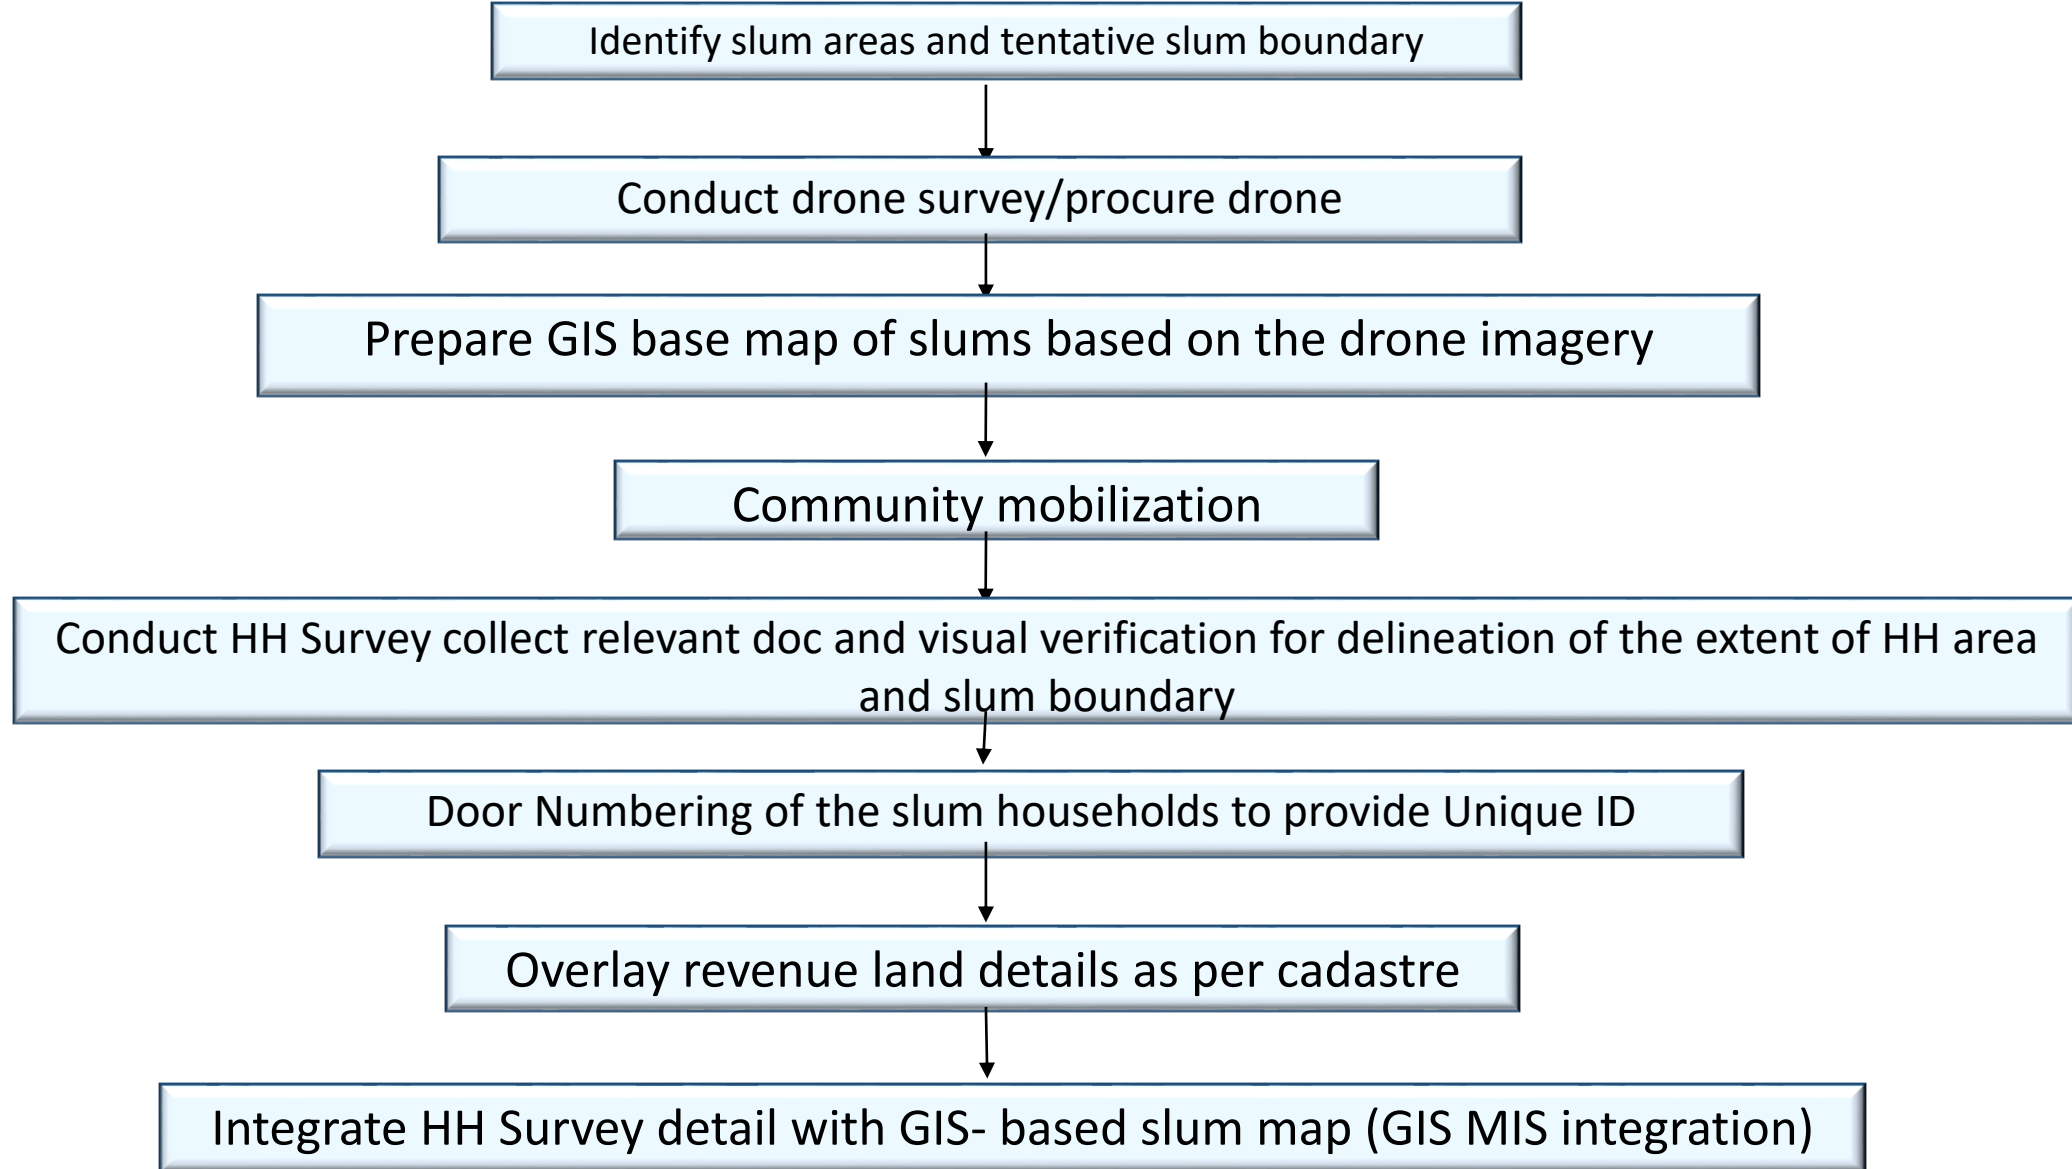 Identify slum areas and tentative slum boundary
Conduct drone survey/procure drone
Prepare GIS base map of slums based on the drone imagery
Community mobilization
Conduct HH Survey collect relevant doc and visual verification for delineation of the extent of HH area
and slum boundary
Door Numbering of the slum households to provide Unique ID
Overlay revenue land details as per cadastre
Integrate HH Survey detail with GIS- based slum map (GIS MIS integration)